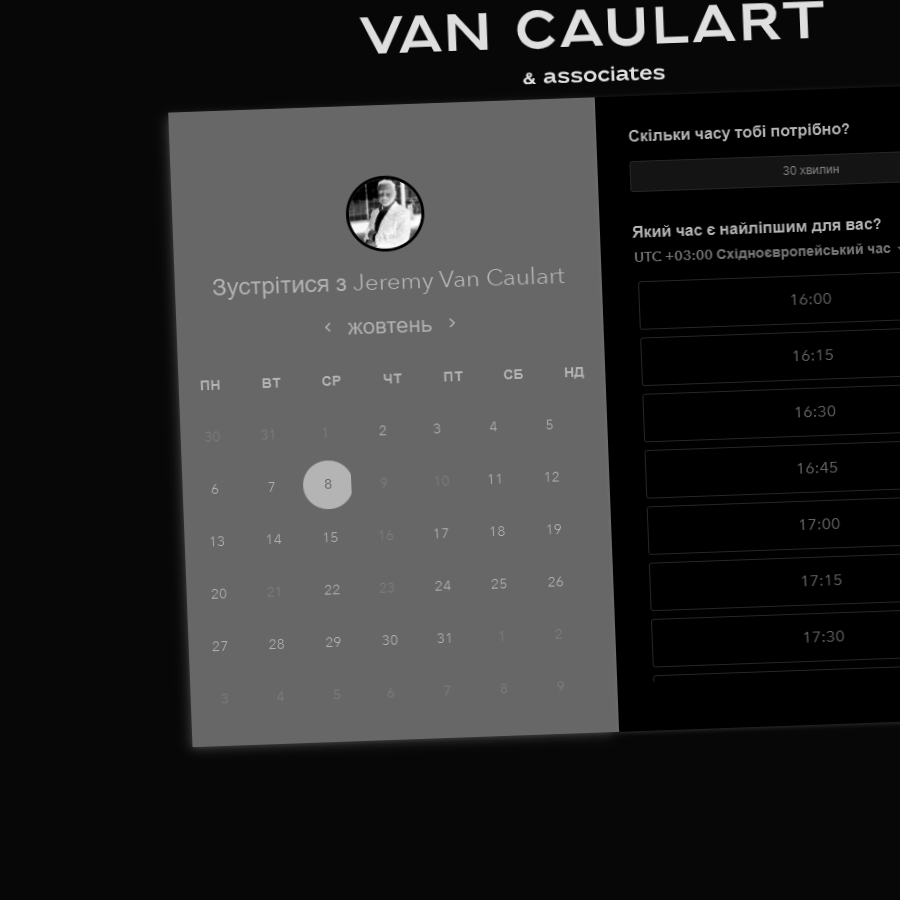 VAN CAULART
& associates
Зустрітися з Jeremy Van Caulart
жовтень
ПН ВТ СР ЧТ ПТ СБ НД
30 31 1 2 3 4 5
6 7 8 9 10 11 12
13 14 15 16 17 18 19
20 21 22 23 24 25 26
27 28 29 30 31 1 2
3 4 5 6 7 8 9
Скільки часу тобі потрібно?
30 хвилин
Який час є найліпшим для вас?
UTC +03:00 Східноєвропейський час
16:00
16:15
16:30
16:45
17:00
17:15
17:30